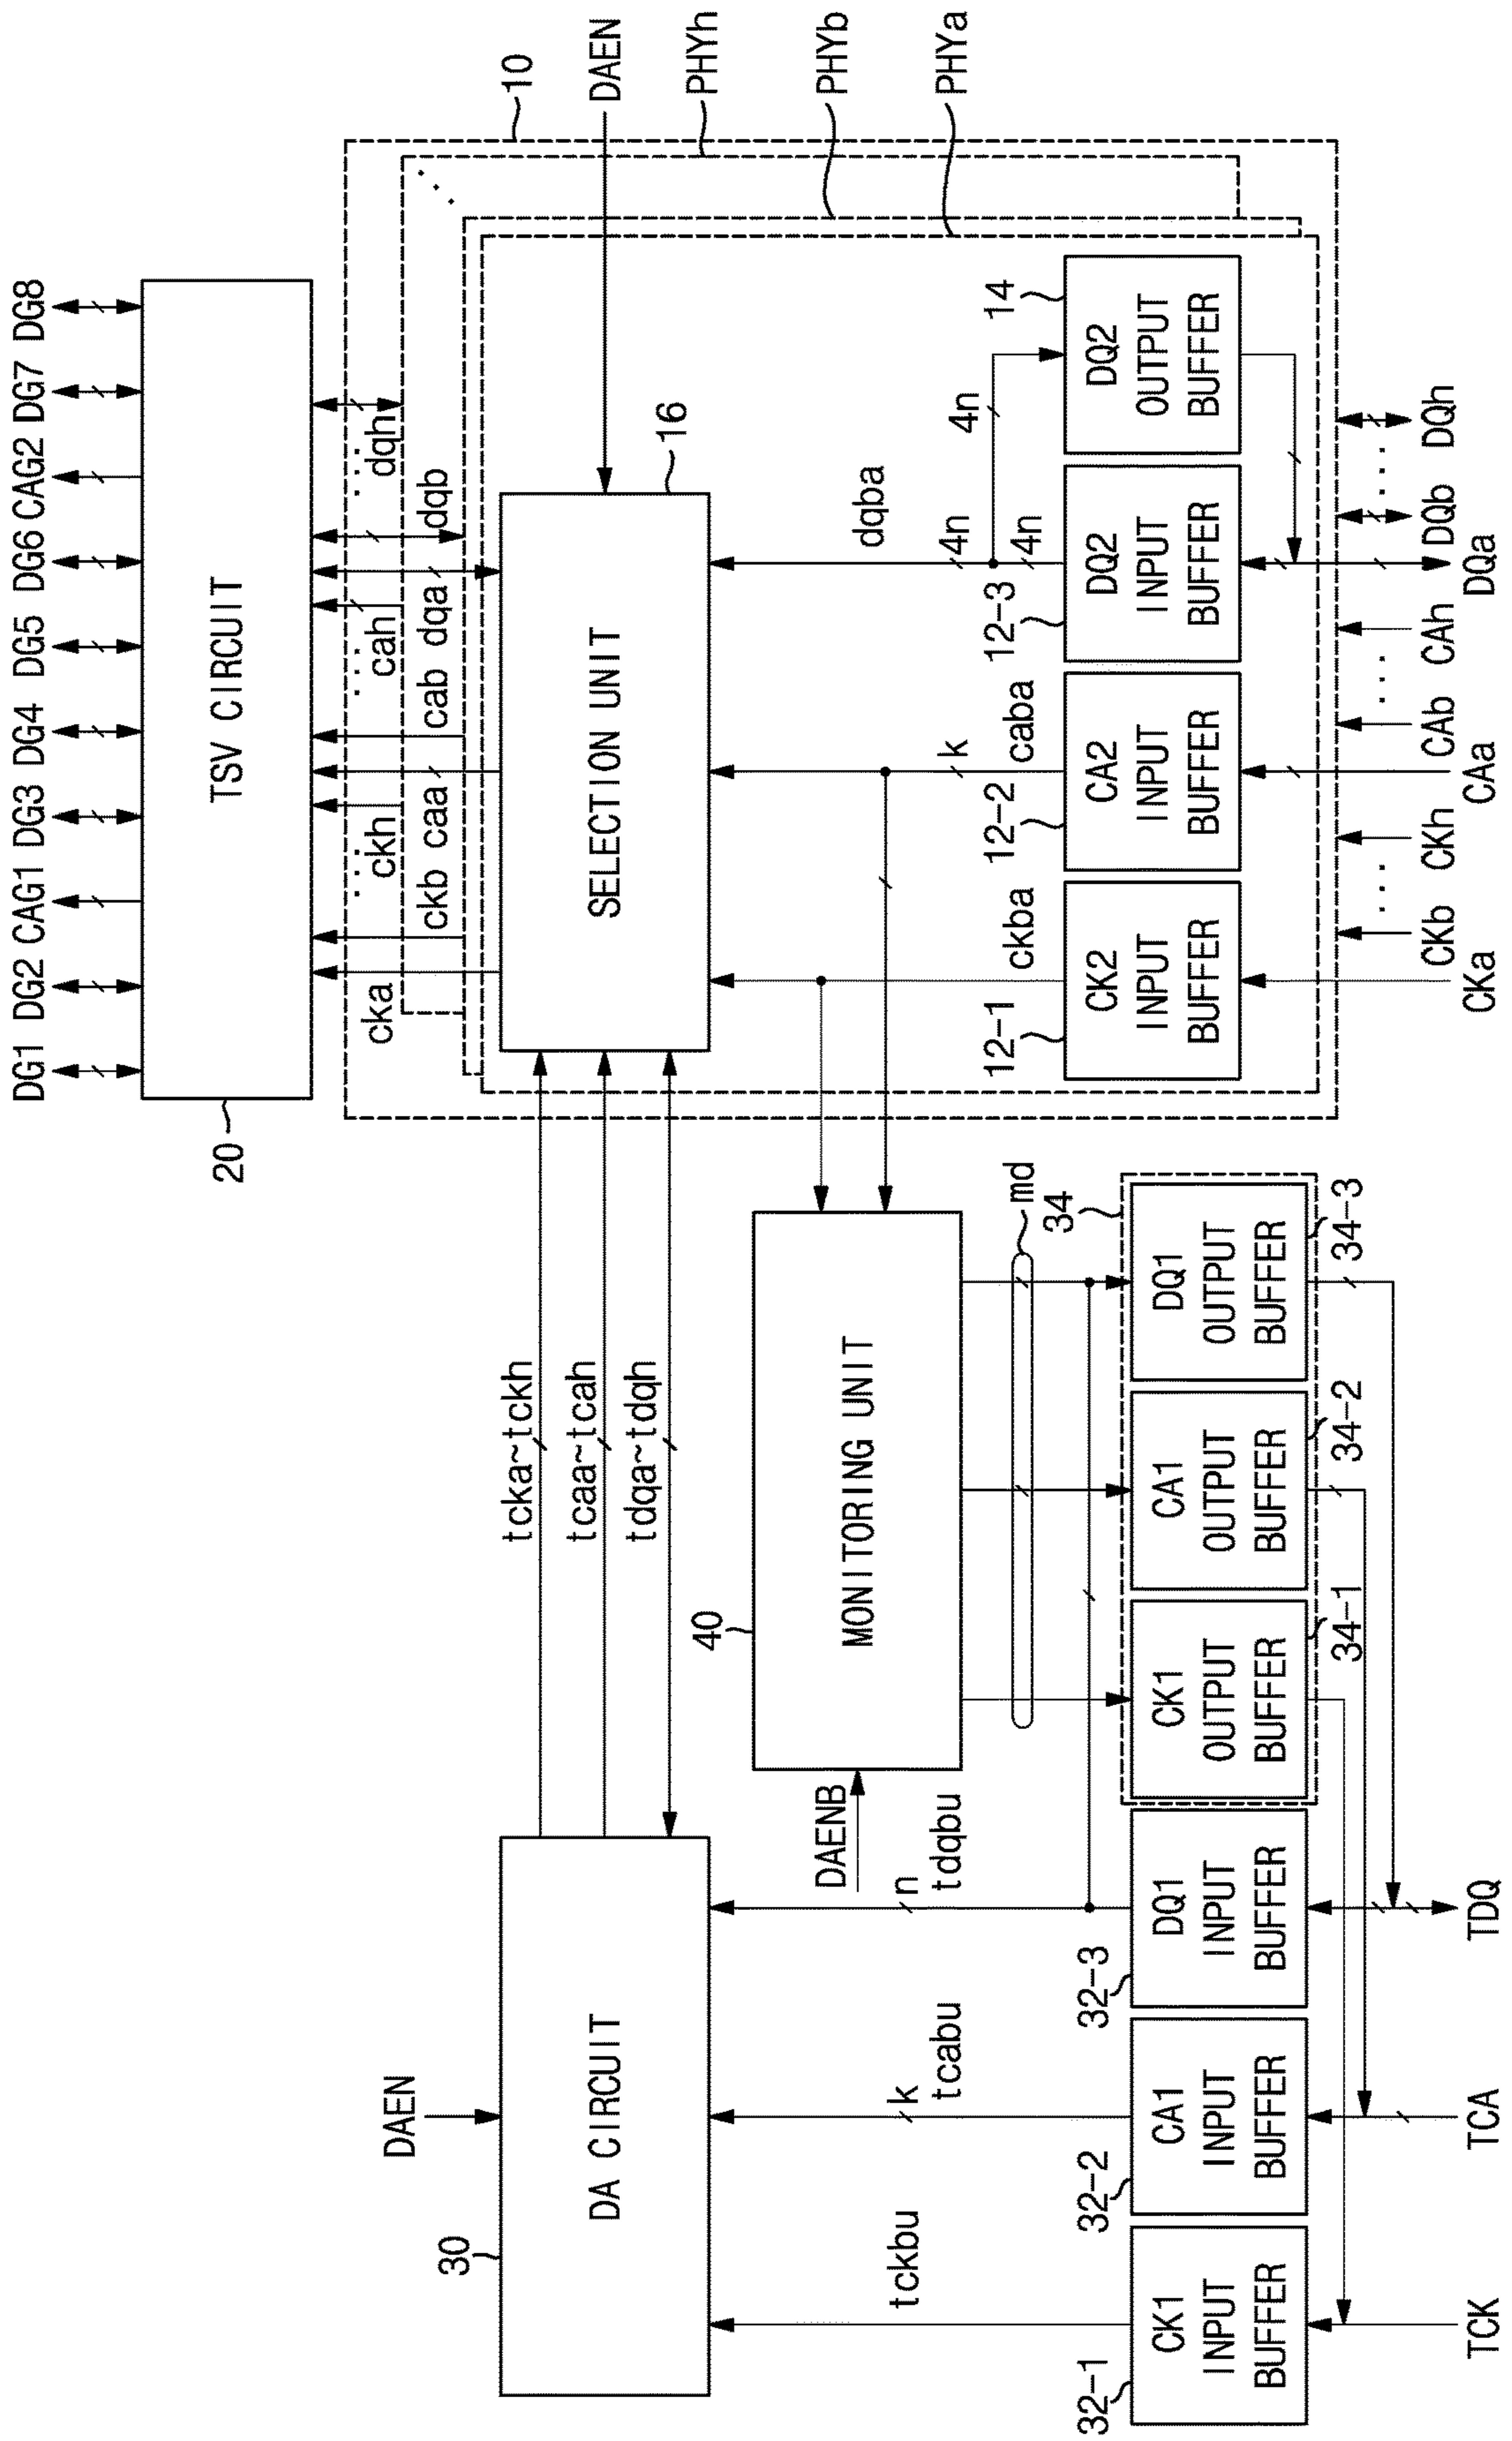 DG1
DG2
CAG1
DG3
DG4
DG5
DG6
CAG2
DG7
DG8
20
TSV CIRCUIT
cka
ckb
...
ckh
caa
cab
...
cah
dqa
dqb
...
dqh
10
DAEN
PHYh
PHYb
PHYa
...
SELECTION UNIT
16
ckba
caba
k
dqba
4n
4n
4n
12-1
CK2
INPUT
BUFFER
12-2
CA2
INPUT
BUFFER
12-3
DQ2
INPUT
BUFFER
14
DQ2
OUTPUT
BUFFER
CKa
CKb
...
CKh
CAa
CAb
...
CAh
DQa
DQb
...
DQh
DAEN
30
DA CIRCUIT
tcka~tckh
tcaa~tcah
tdqa~tdqh
40
MONITORING UNIT
DAENB
md
tckbu
k
tcabu
n
tdqbu
32-1
CK1
INPUT
BUFFER
32-2
CA1
INPUT
BUFFER
32-3
DQ1
INPUT
BUFFER
34
CK1
OUTPUT
BUFFER
34-1
CA1
OUTPUT
BUFFER
34-2
DQ1
OUTPUT
BUFFER
34-3
TCK
TCA
TDQ